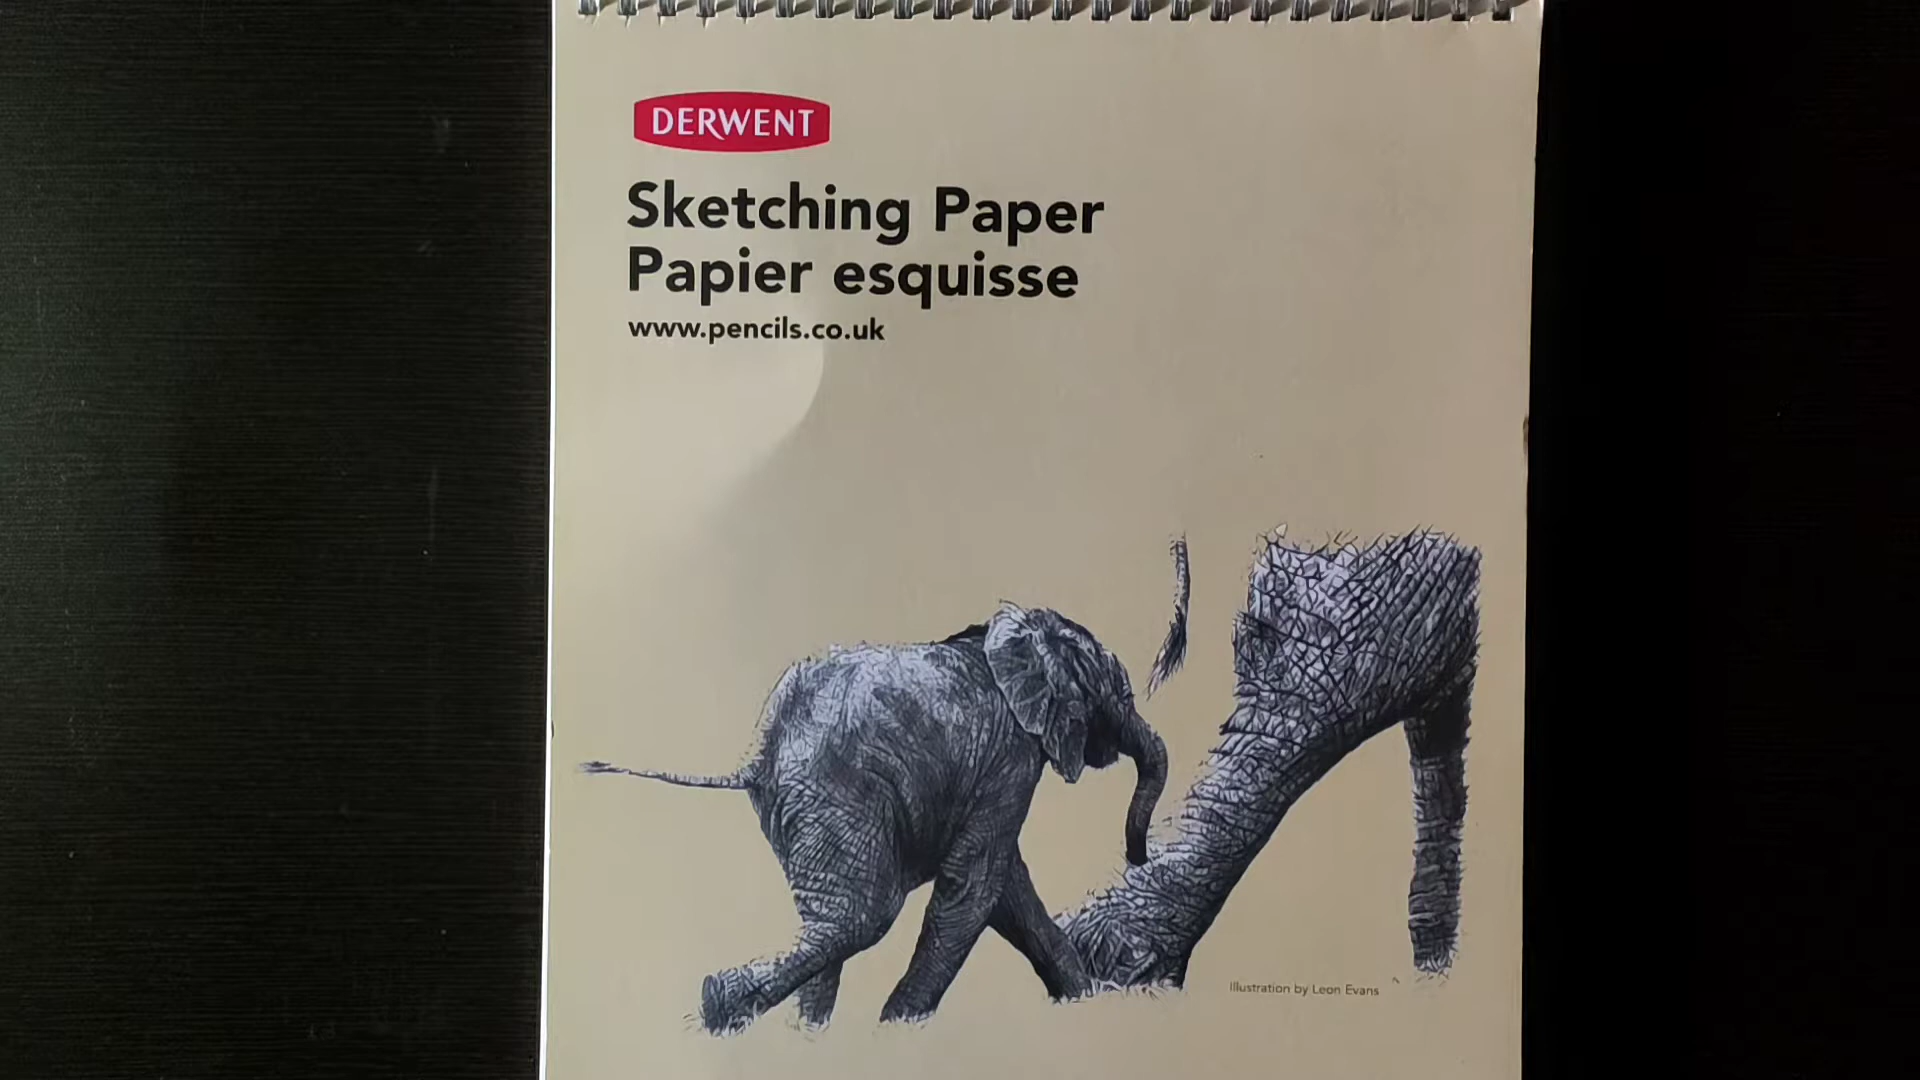 DERWENT
Sketching Paper
Papier esquisse
www.pencils.co.uk
Illustration by Leon Evans